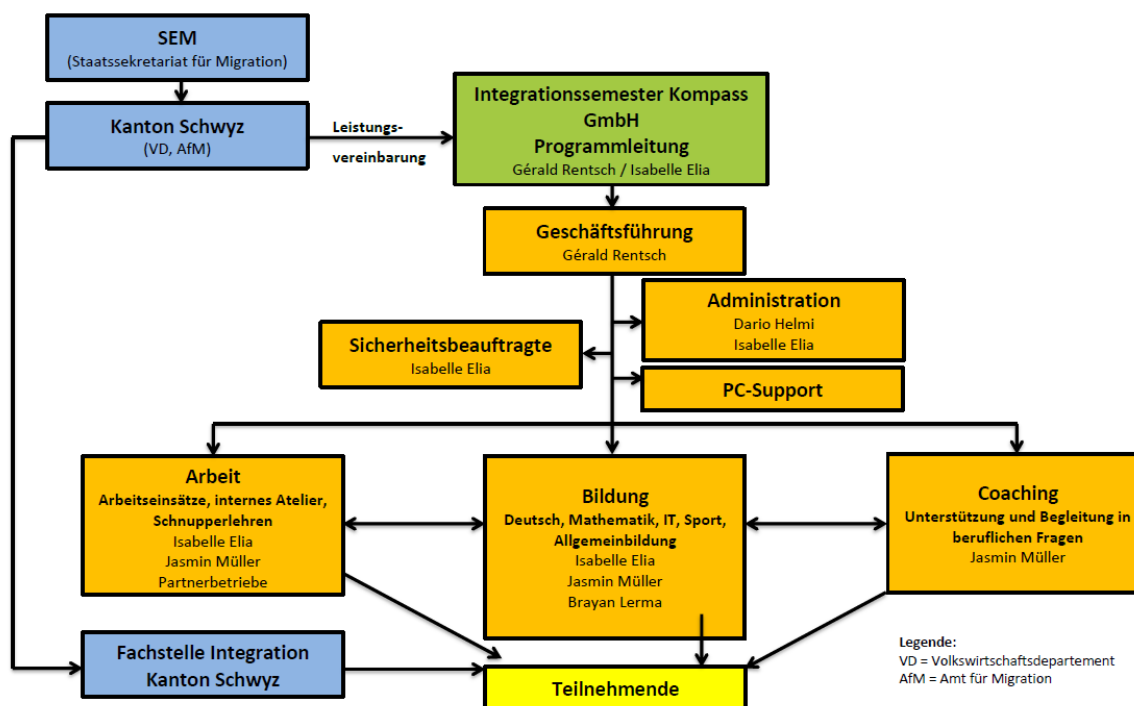 SEM
(Staatssekretariat für Migration)
Kanton Schwyz
(VD, AfM)
Leistungs-
vereinbarung
Integrationssemester Kompass
GmbH
Programmleitung
Gérald Rentsch / Isabelle Elia
Geschäftsführung
Gérald Rentsch
Administration
Dario Helmi
Isabelle Elia
Sicherheitsbeauftragte
Isabelle Elia
PC-Support
Arbeit
Arbeitseinsätze, internes Atelier,
Schnupperlehren
Isabelle Elia
Jasmin Müller
Partnerbetriebe
Bildung
Deutsch, Mathematik, IT, Sport,
Allgemeinbildung
Isabelle Elia
Jasmin Müller
Brayan Lerma
Coaching
Unterstützung und Begleitung in
beruflichen Fragen
Jasmin Müller
Fachstelle Integration
Kanton Schwyz
Teilnehmende
Legende:
VD = Volkswirtschaftsdepartement
AfM = Amt für Migration